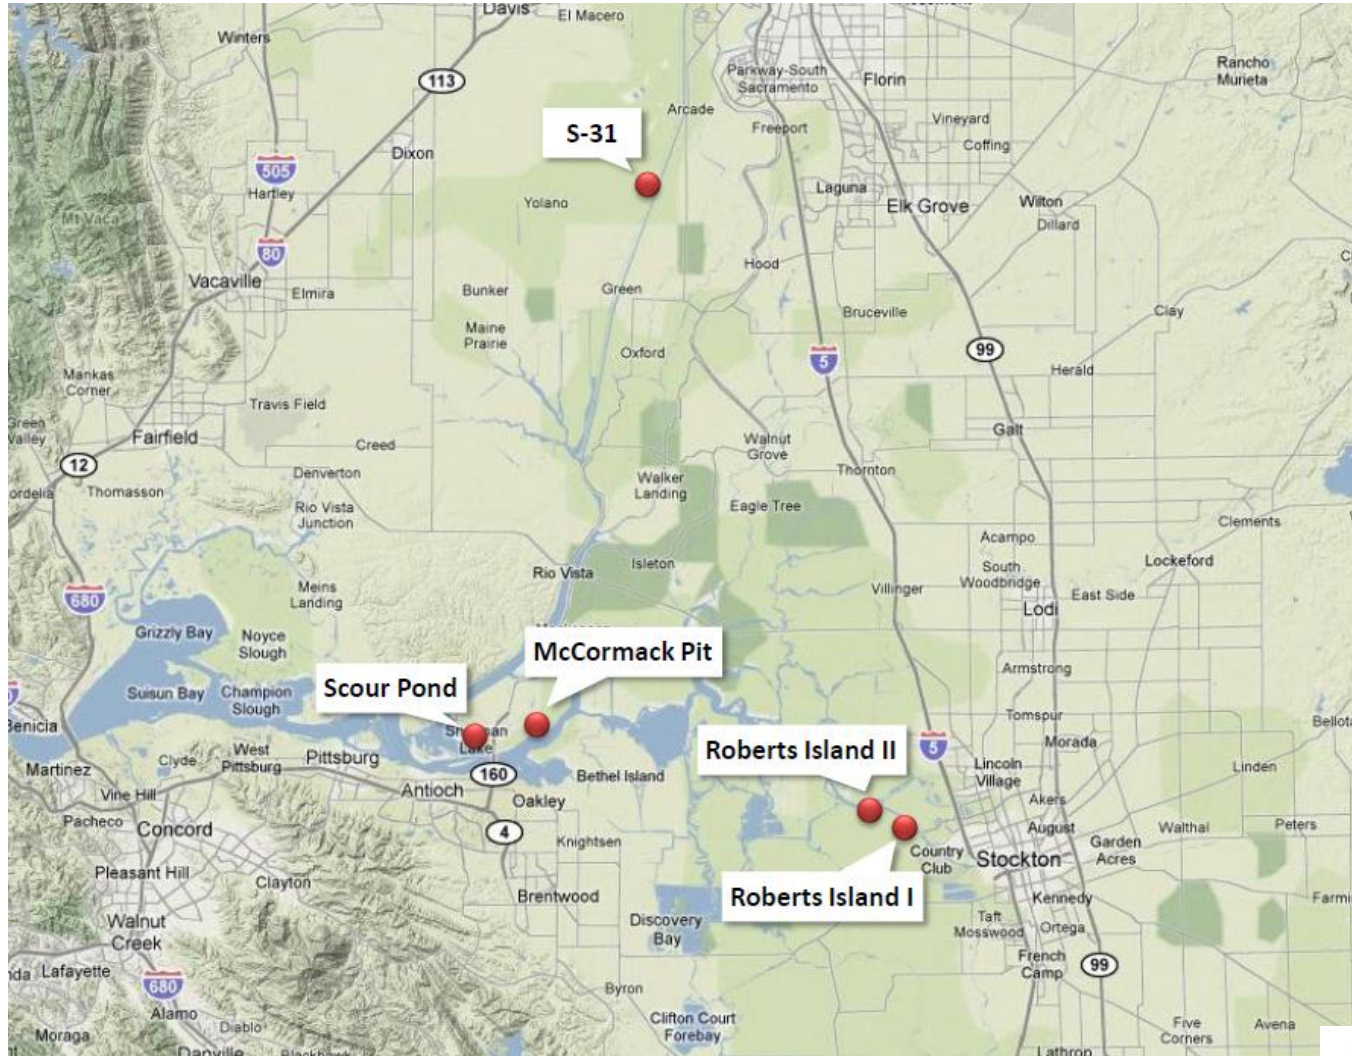 Davis
El Macero
Winters
113
Parkway-South
Sacramento
Florin
Rancho
Murieta
Arcade
S-31
Freeport
Vineyard
Coffing
Dixon
505
Hartley
Laguna
Elk Grove
Wilton
Dillard
Yolano
Mt Vaca
80
Hood
Vacaville
Elmira
Bunker
Green
Bruceville
Clay
Maine
Prairie
Oxford
5
99
Herald
Mankas
Corner
Travis Field
Green
Valley
Fairfield
Creed
Walnut
Grove
Galt
12
Thomasson
Denverton
Walker
Landing
Thornton
Rio Vista
Junction
Eagle Tree
Clements
Acampo
Lockeford
Rio Vista
Isleton
South
Woodbridge
680
Meins
Landing
Villinger
East Side
Lodi
Grizzly Bay
Noyce
Slough
McCormack Pit
Armstrong
Scour Pond
Suisun Bay
Champion
Slough
Benicia
Tomspur
Lake
Roberts Island II
5
Morada
West
Pittsburg
Clyde
Pittsburg
160
Bethel Island
Lincoln
Village
Linden
Martinez
Antioch
Vine Hill
Oakley
Akers
Pacheco
Concord
4
Knightsen
August
Walthal
Peters
Garden
Acres
Country
Club
Stockton
Pleasant Hill
Clayton
Brentwood
Roberts Island I
Kennedy
Walnut
Creek
Discovery
Bay
Taft
Mosswood
Ortega
French
Camp
99
Lafayette
680
Byron
Alamo
Diablo
Clifton Court
Forebay
Moraga
Five
Corners
Avena
Danville
Blackhawk
Lathrop